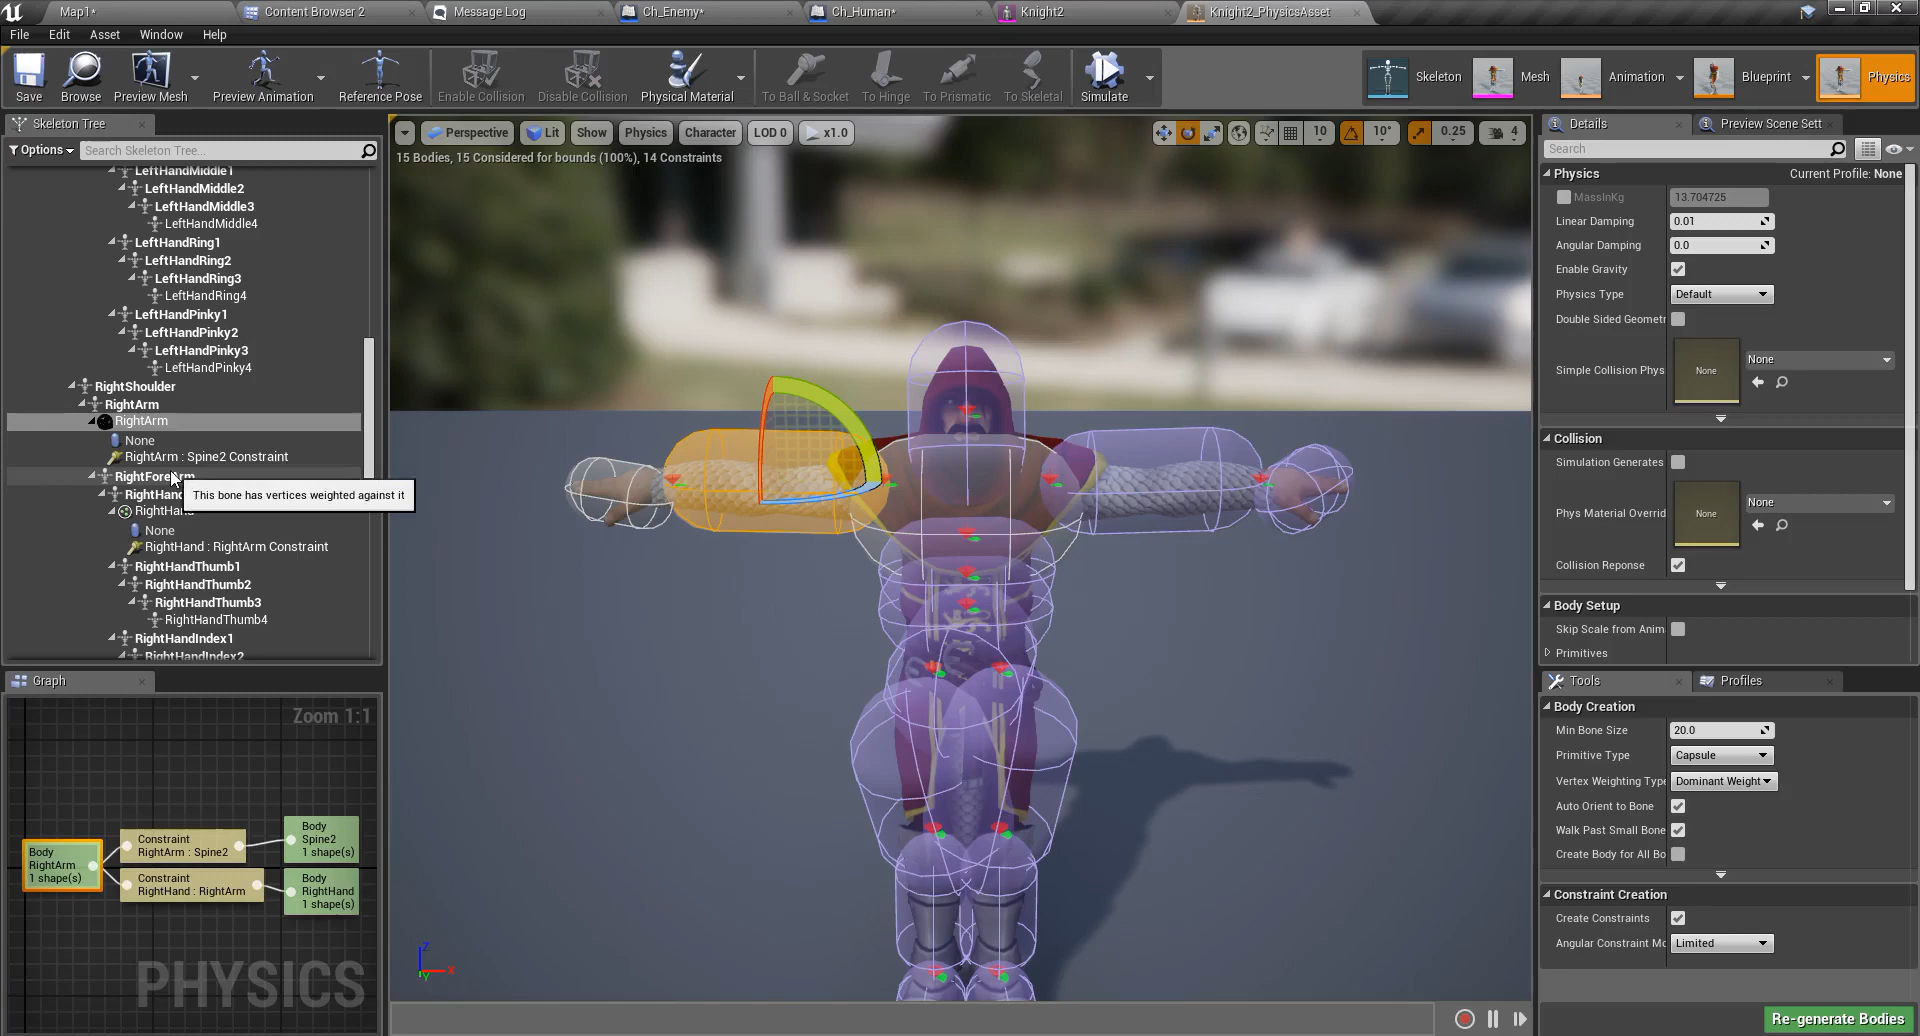 Map1*
Content Browser 2
Message Log
Ch_Enemy*
Ch_Human*
Knight2
Knight2_PhysicsAsset
File
Edit
Asset
Window
Help
Save
Browse
Preview Mesh
Preview Animation
Reference Pose
Enable Collision
Disable Collision
Physical Material
To Ball & Socket
To Hinge
To Prismatic
To Skeletal
Simulate
Skeleton
Mesh
Animation
Blueprint
Physics
Skeleton Tree
Options
Search Skeleton Tree...
LeftHandMiddle1
LeftHandMiddle2
LeftHandMiddle3
LeftHandMiddle4
LeftHandRing1
LeftHandRing2
LeftHandRing3
LeftHandRing4
LeftHandPinky1
LeftHandPinky2
LeftHandPinky3
LeftHandPinky4
RightShoulder
RightArm
RightArm
None
RightArm : Spine2 Constraint
RightForearm
This bone has vertices weighted against it
RightHand
RightHand
None
RightHand : RightArm Constraint
RightHandThumb1
RightHandThumb2
RightHandThumb3
RightHandThumb4
RightHandIndex1
RightHandIndex2
Graph
Zoom 1:1
Body
RightArm
1 shape(s)
Constraint
RightArm : Spine2
Constraint
RightHand : RightArm
Body
Spine2
1 shape(s)
Body
RightHand
1 shape(s)
PHYSICS
Perspective
Lit
Show
Physics
Character
LOD 0
x1.0
10
10°
0.25
4
15 Bodies, 15 Considered for bounds (100%), 14 Constraints
Z
X
Y
Details
Preview Scene Sett
Search
Physics
Current Profile: None
MassInKg
13.704725
Linear Damping
0.01
Angular Damping
0.0
Enable Gravity
Physics Type
Default
Double Sided Geometr
Simple Collision Phys
None
None
Collision
Simulation Generates
Phys Material Overrid
None
None
Collision Reponse
Body Setup
Skip Scale from Anim
Primitives
Tools
Profiles
Body Creation
Min Bone Size
20.0
Primitive Type
Capsule
Vertex Weighting Type
Dominant Weight
Auto Orient to Bone
Walk Past Small Bone
Create Body for All Bo
Constraint Creation
Create Constraints
Angular Constraint Mo
Limited
Re-generate Bodies